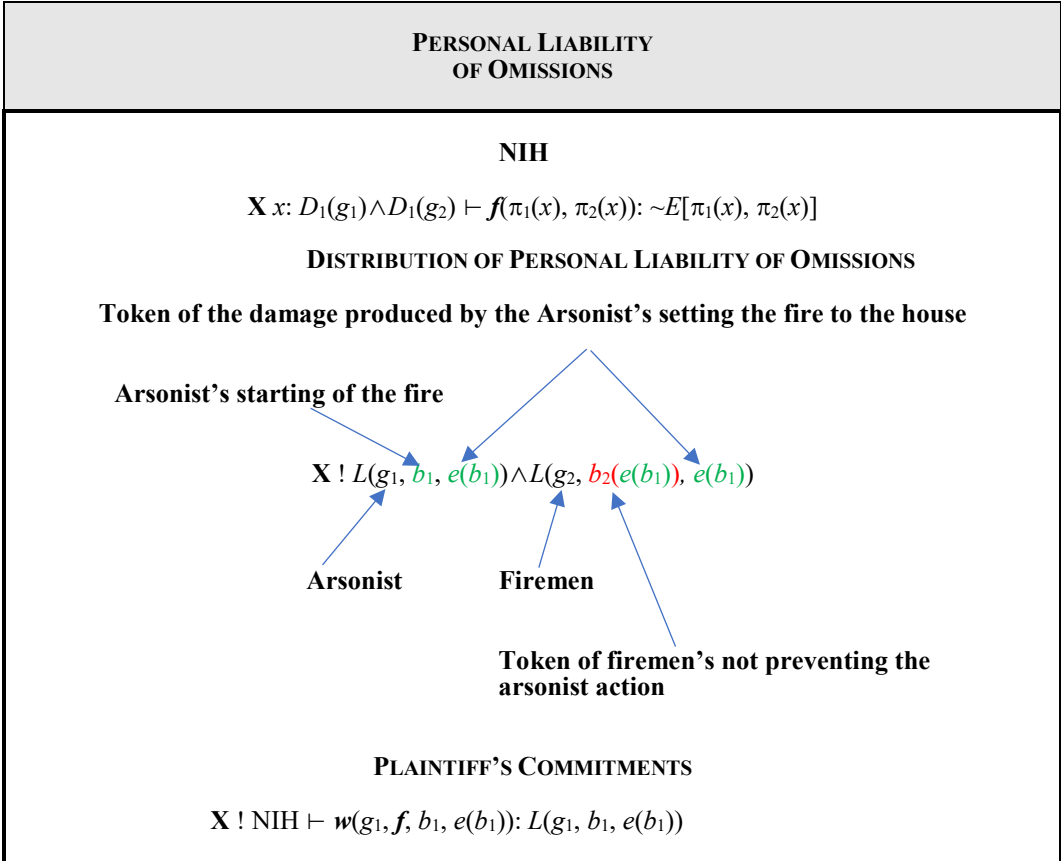 PERSONAL LIABILITY
OF OMISSIONS
NIH
X x: D₁(g₁)∧D₁(g₂) ⊢ f(π₁(x), π₂(x)): ~E[π₁(x), π₂(x)]
DISTRIBUTION OF PERSONAL LIABILITY OF OMISSIONS
Token of the damage produced by the Arsonist’s setting the fire to the house
Arsonist’s starting of the fire
X ! L(g₁, b₁, e(b₁))∧L(g₂, b₂(e(b₁)), e(b₁))
Arsonist Firemen
Token of firemen’s not preventing the
arsonist action
PLAINTIFF’S COMMITMENTS
X ! NIH ⊢ w(g₁, f, b₁, e(b₁)): L(g₁, b₁, e(b₁))